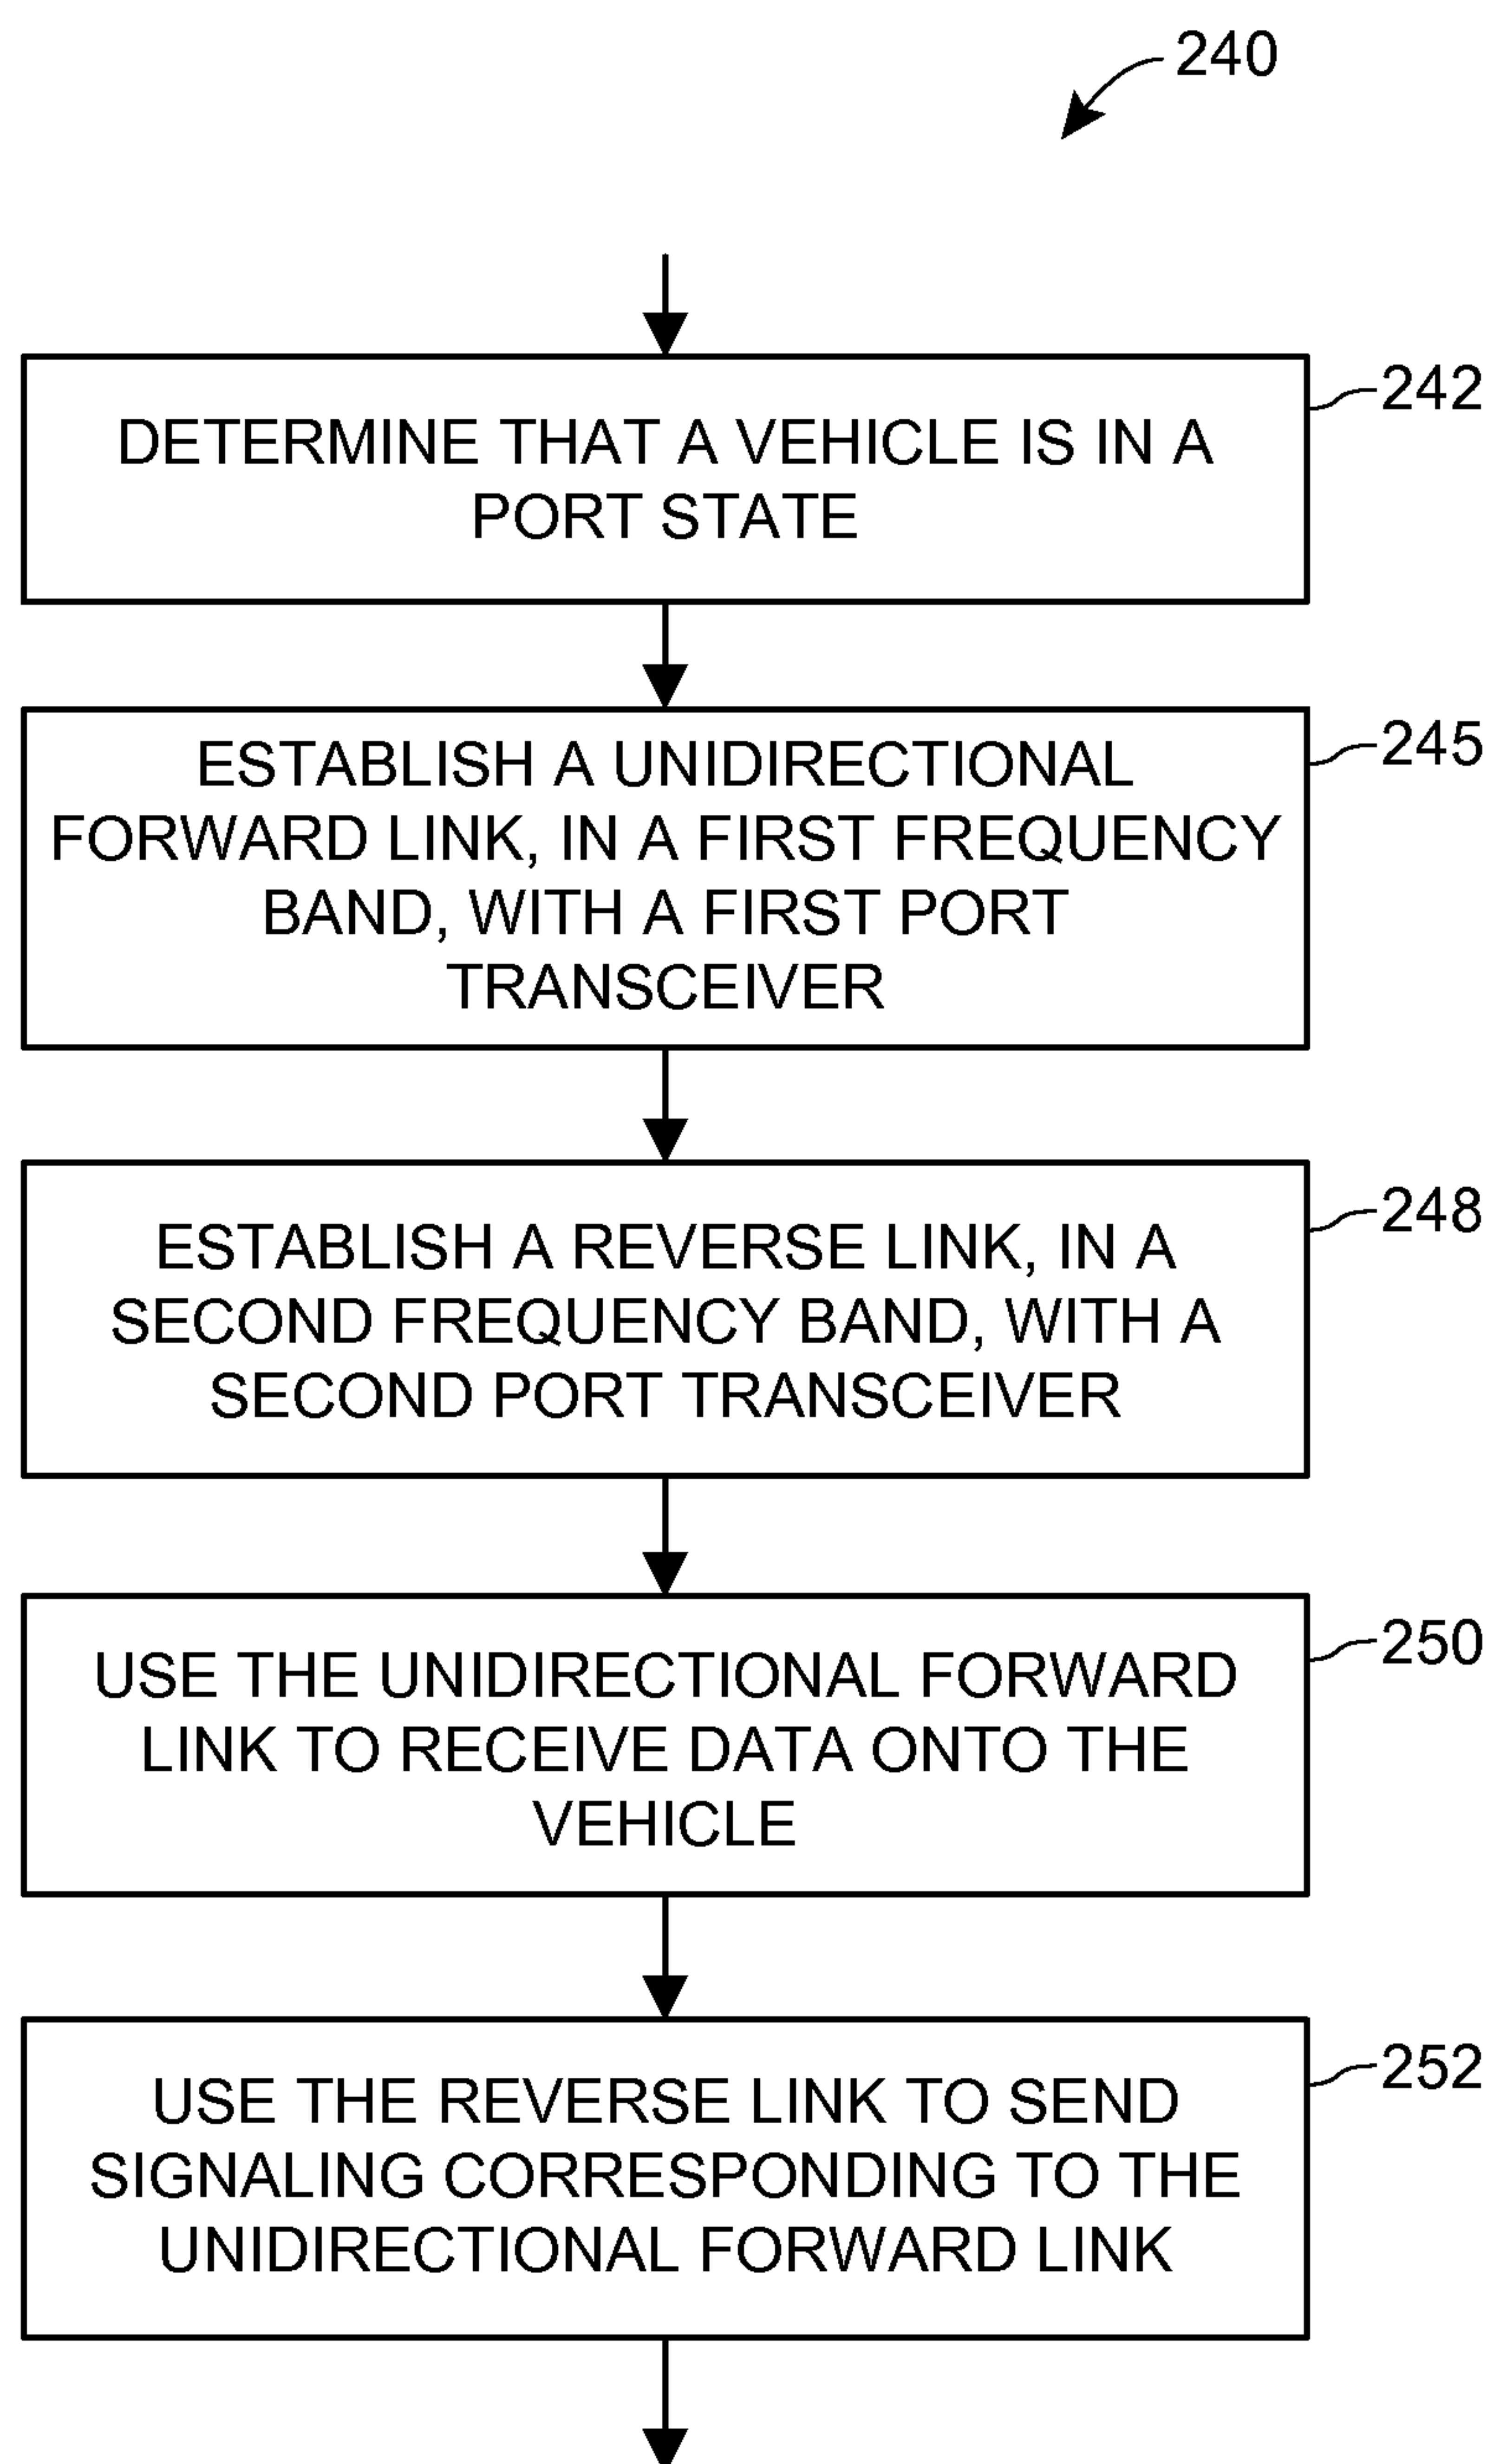 240
DETERMINE THAT A VEHICLE IS IN A
PORT STATE
242
ESTABLISH A UNIDIRECTIONAL
FORWARD LINK, IN A FIRST FREQUENCY
BAND, WITH A FIRST PORT
TRANSCEIVER
245
ESTABLISH A REVERSE LINK, IN A
SECOND FREQUENCY BAND, WITH A
SECOND PORT TRANSCEIVER
248
USE THE UNIDIRECTIONAL FORWARD
LINK TO RECEIVE DATA ONTO THE
VEHICLE
250
USE THE REVERSE LINK TO SEND
SIGNALING CORRESPONDING TO THE
UNIDIRECTIONAL FORWARD LINK
252